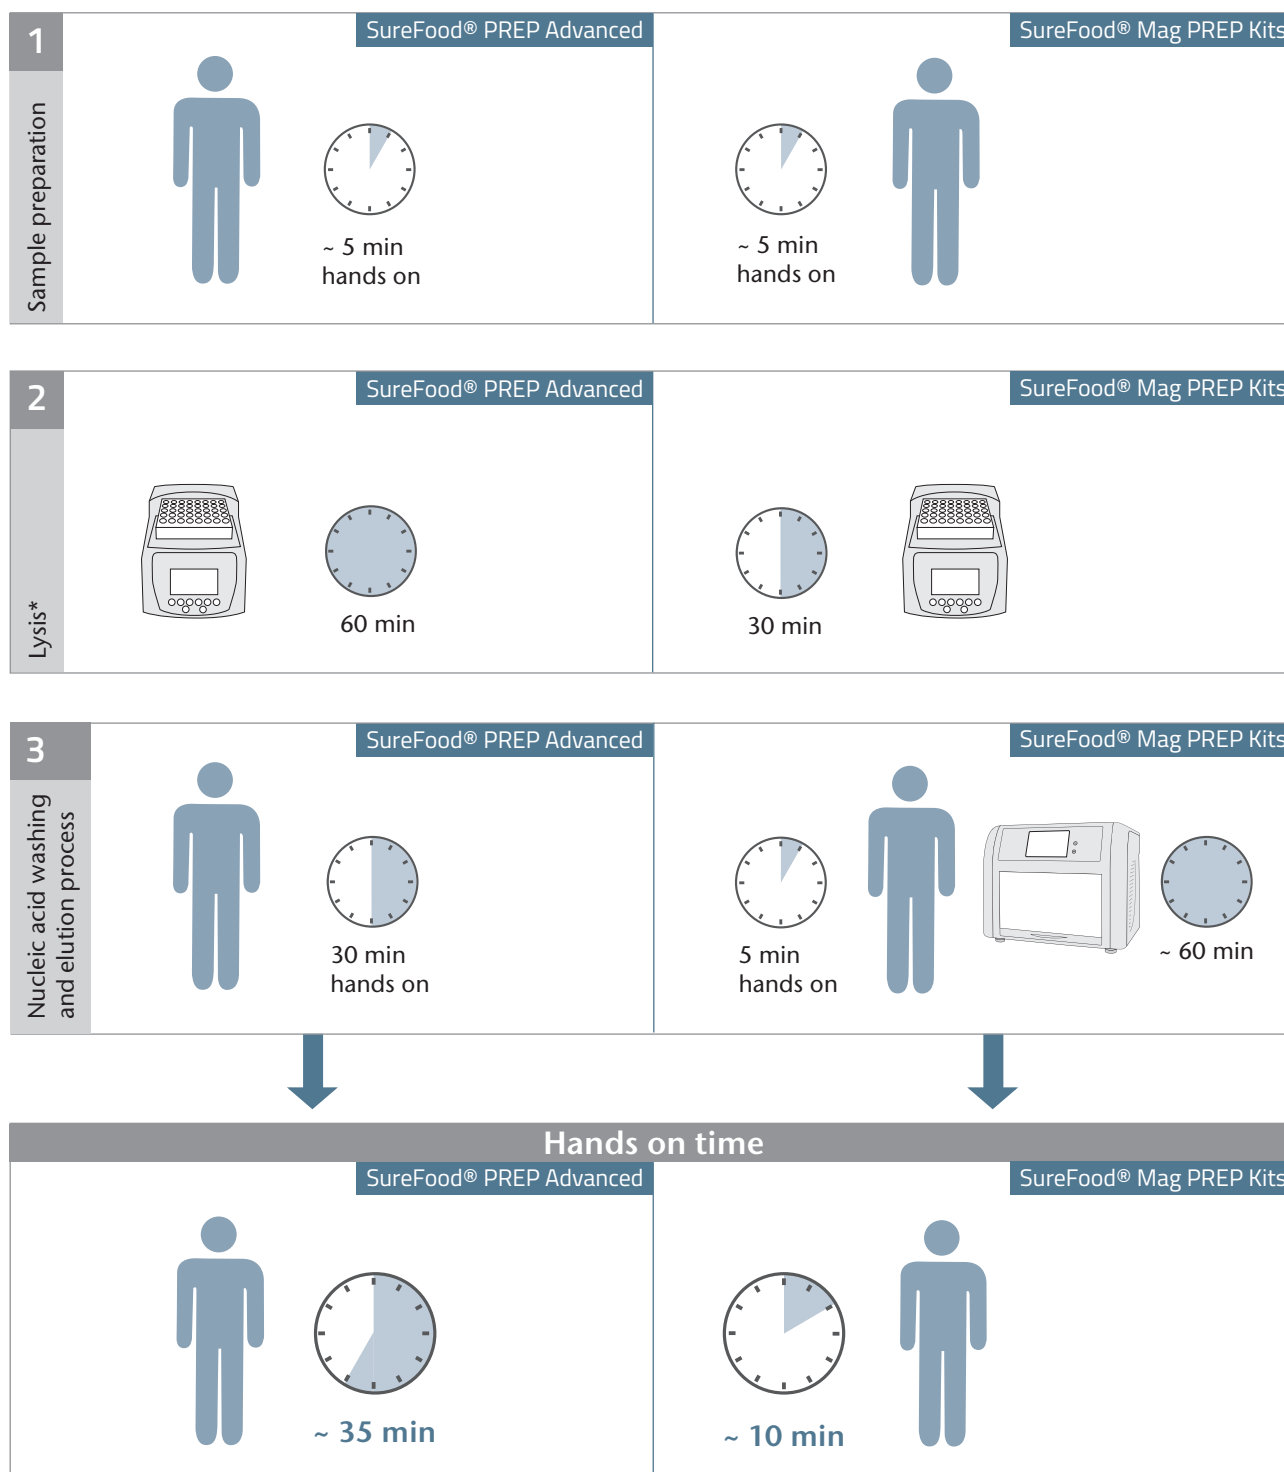 1
Sample preparation
SureFood® PREP Advanced
~ 5 min
hands on
SureFood® Mag PREP Kits
~ 5 min
hands on
2
Lysis*
SureFood® PREP Advanced
60 min
SureFood® Mag PREP Kits
30 min
3
Nucleic acid washing
and elution process
SureFood® PREP Advanced
30 min
hands on
SureFood® Mag PREP Kits
5 min
hands on
~ 60 min
Hands on time
SureFood® PREP Advanced
~ 35 min
SureFood® Mag PREP Kits
~ 10 min